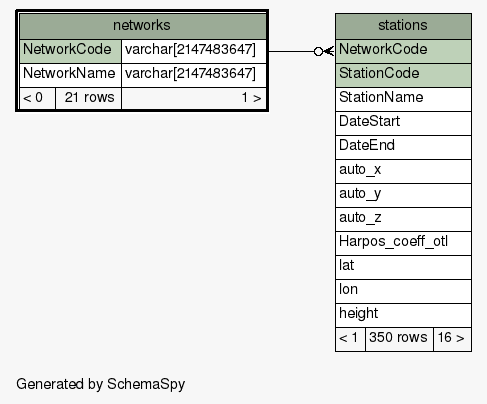 networks
NetworkCode varchar[2147483647]
NetworkName varchar[2147483647]
< 0 21 rows 1 >
stations
NetworkCode
StationCode
StationName
DateStart
DateEnd
auto_x
auto_y
auto_z
Harpos_coeff_otl
lat
lon
height
< 1 350 rows 16 >
Generated by SchemaSpy